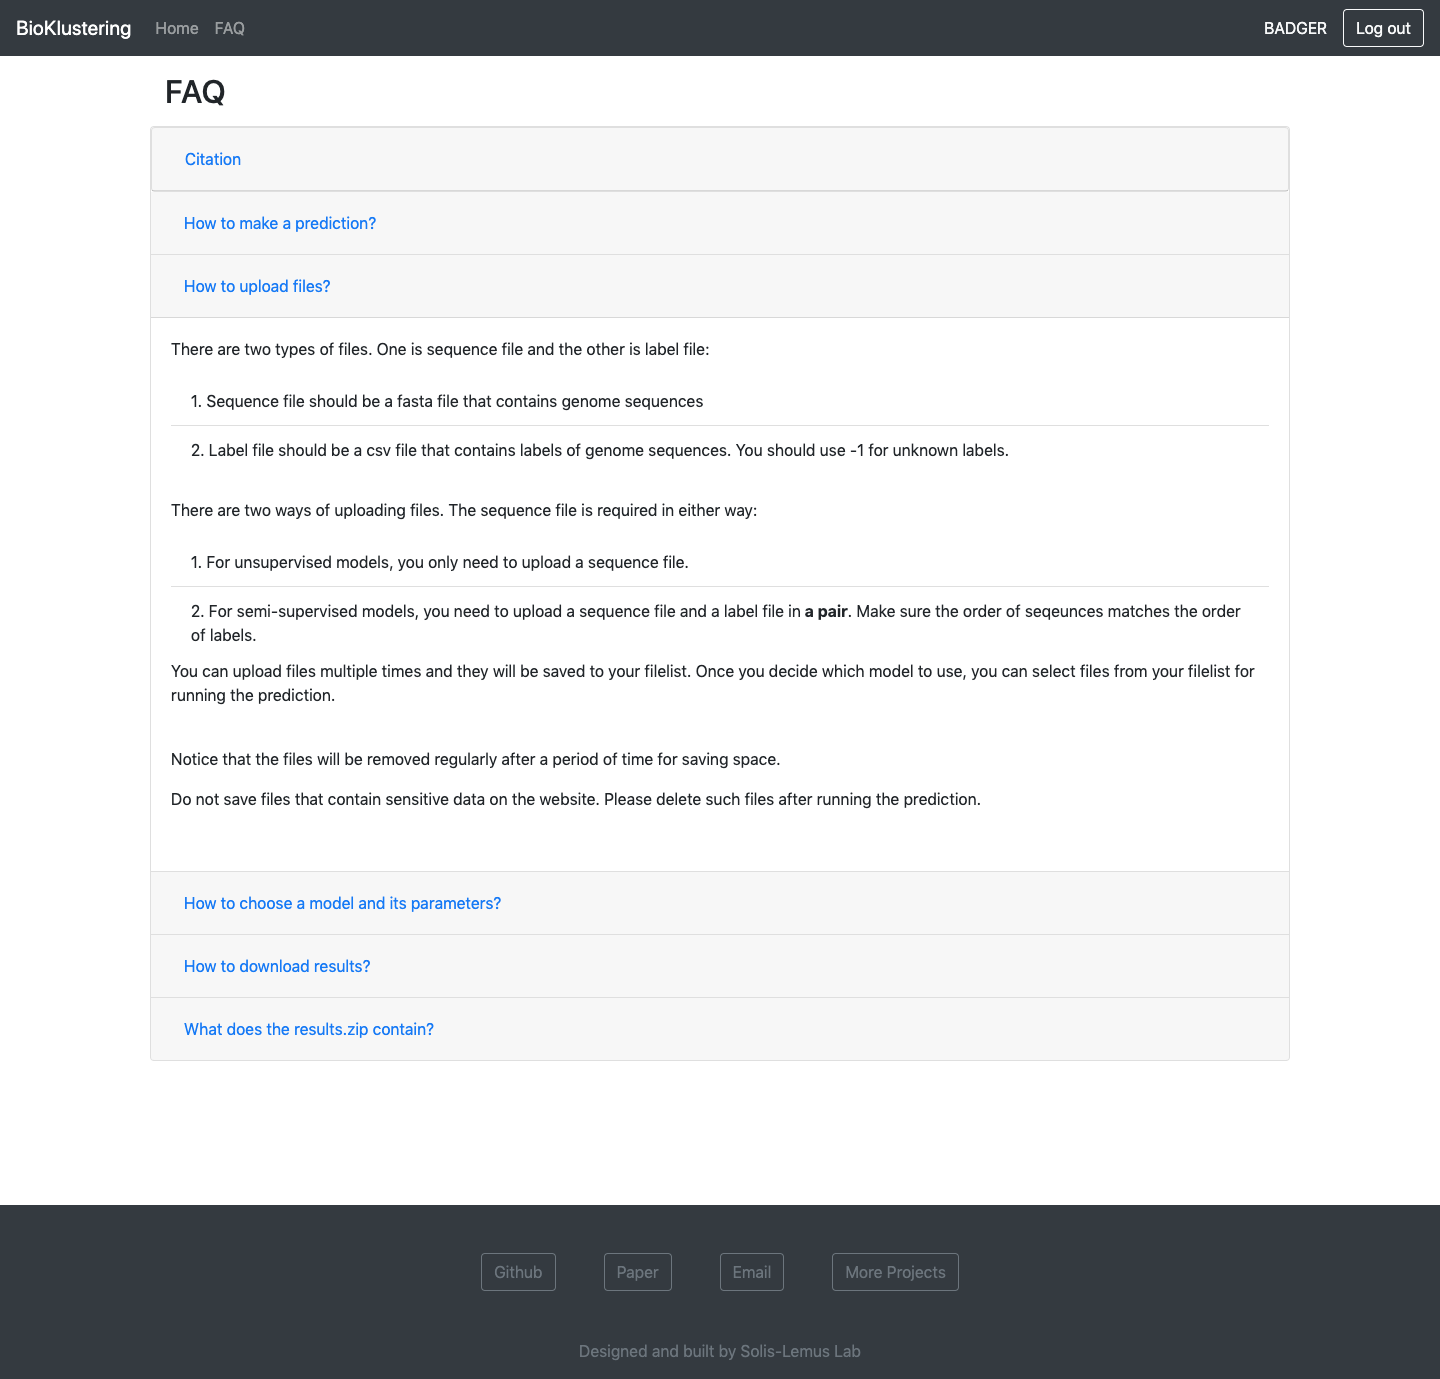 BioKlustering Home FAQ BADGER Log out
FAQ
Citation
How to make a prediction?
How to upload files?
There are two types of files. One is sequence file and the other is label file:
1. Sequence file should be a fasta file that contains genome sequences
2. Label file should be a csv file that contains labels of genome sequences. You should use -1 for unknown labels.
There are two ways of uploading files. The sequence file is required in either way:
1. For unsupervised models, you only need to upload a sequence file.
2. For semi-supervised models, you need to upload a sequence file and a label file in a pair. Make sure the order of seqeunces matches the order
of labels.
You can upload files multiple times and they will be saved to your filelist. Once you decide which model to use, you can select files from your filelist for
running the prediction.
Notice that the files will be removed regularly after a period of time for saving space.
Do not save files that contain sensitive data on the website. Please delete such files after running the prediction.
How to choose a model and its parameters?
How to download results?
What does the results.zip contain?
Github Paper Email More Projects
Designed and built by Solis-Lemus Lab